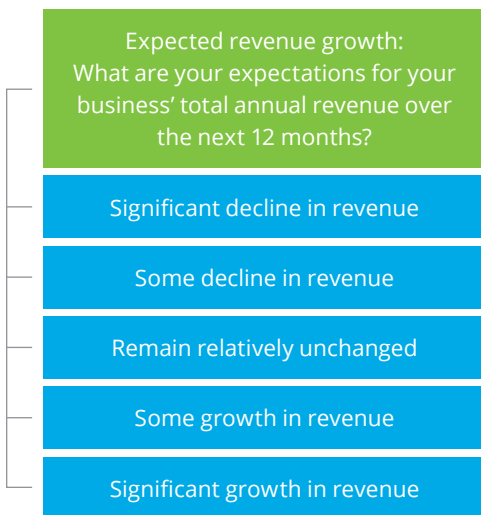 Expected revenue growth:
What are your expectations for your
business’ total annual revenue over
the next 12 months?
Significant decline in revenue
Some decline in revenue
Remain relatively unchanged
Some growth in revenue
Significant growth in revenue